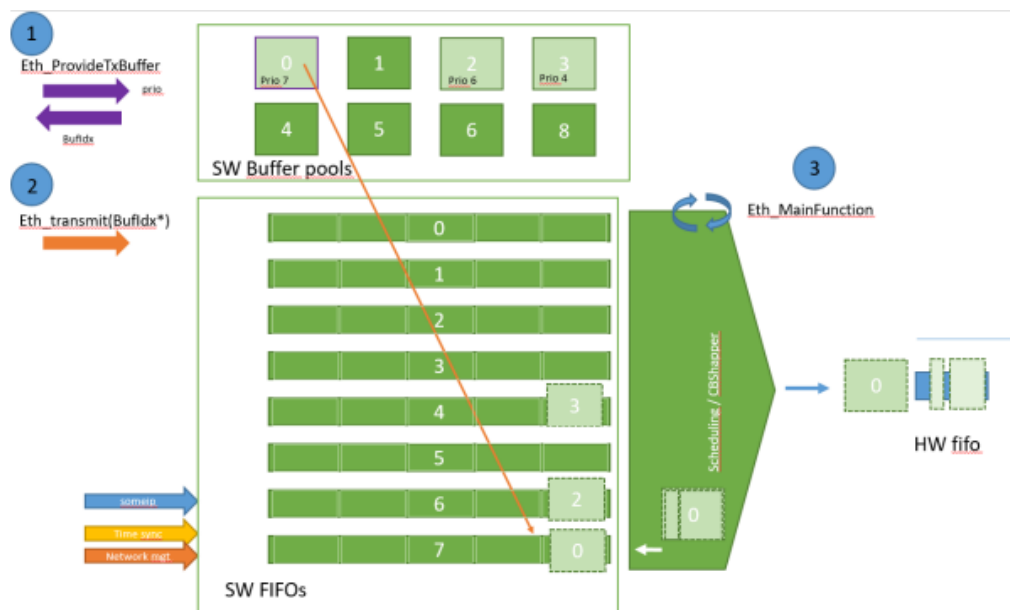 1
Eth_ProvideTxBuffer
prio
BufIdx
0
Prio 7
1
2
Prio 6
3
Prio 4
4
5
6
8
SW Buffer pools
2
Eth_transmit(BufIdx*)
3
Eth_MainFunction
0
1
2
3
4
3
5
6
2
7
0
someip
Time sync
Network mgt
SW FIFOs
Scheduling / CBShapper
0
0
HW fifo